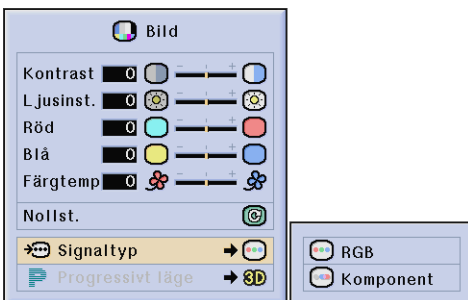 Bild
Kontrast 0
Ljusinst. 0
Röd 0
Blå 0
Färgtemp 0
Nollst.
Signaltyp
Progressivt läge 3D
RGB
Komponent